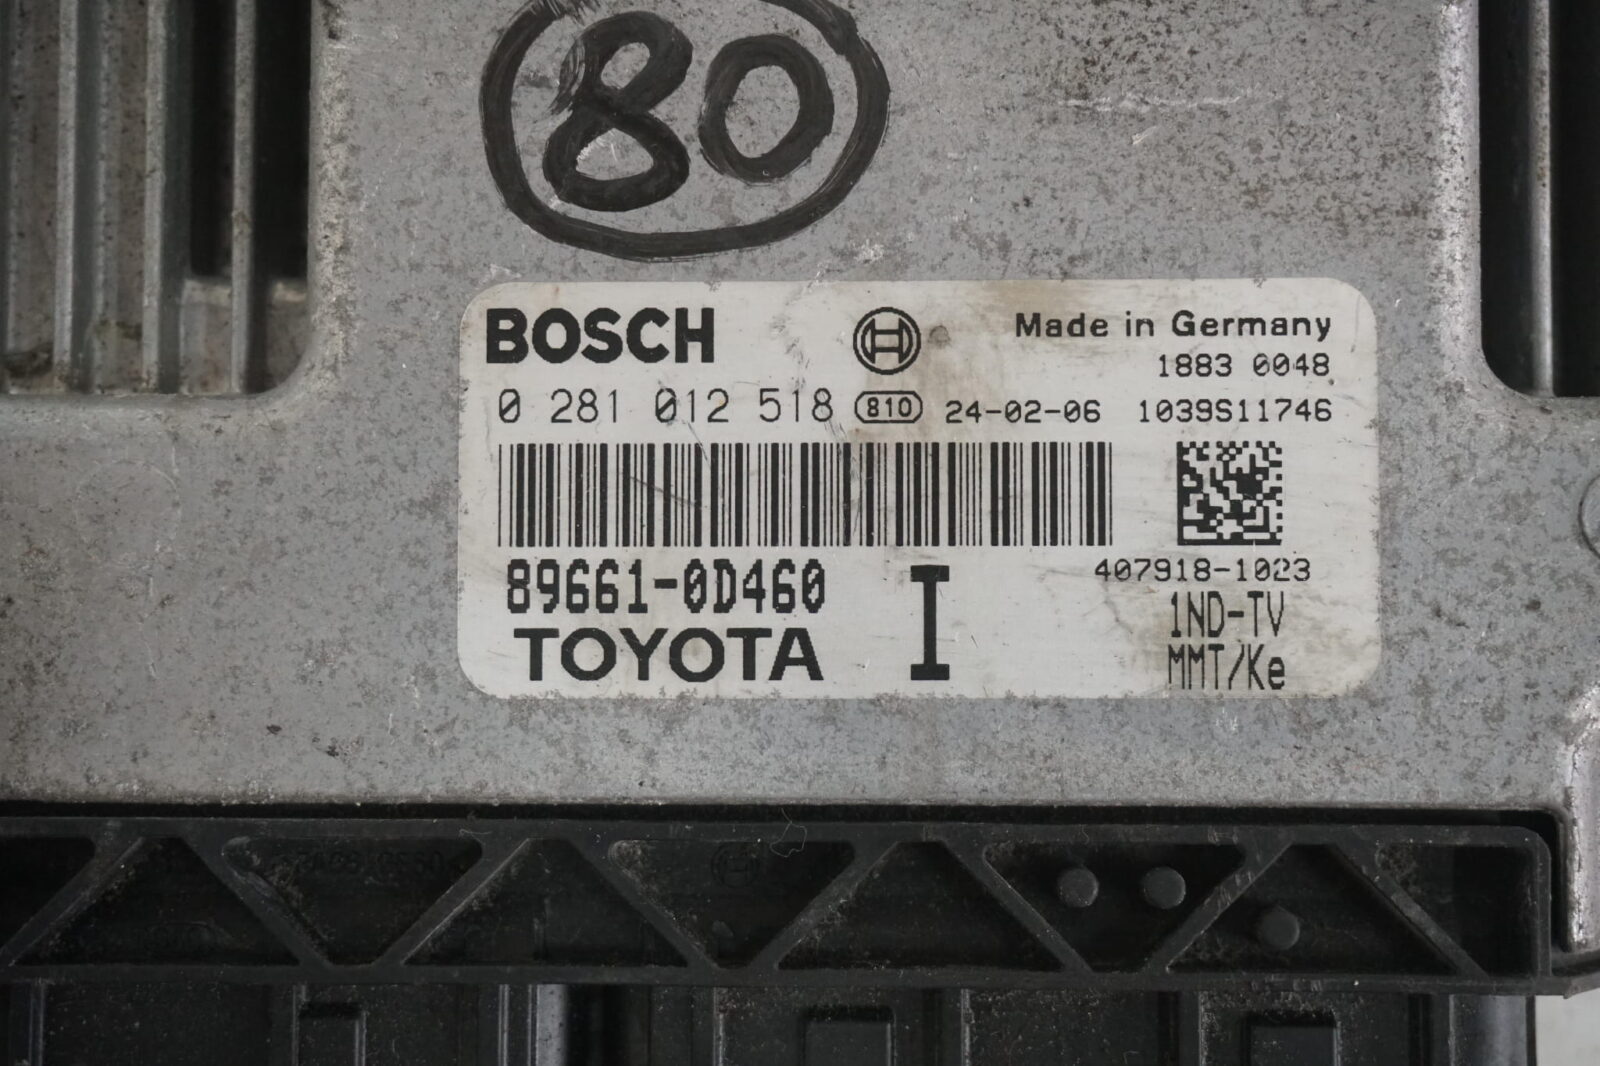 80
BOSCH
Made in Germany
1883 0048
0 281 012 518 810 24-02-06 1039S11746
407918-1023
89661-0D460
I
1ND-TV
TOYOTA
MMT/Ke